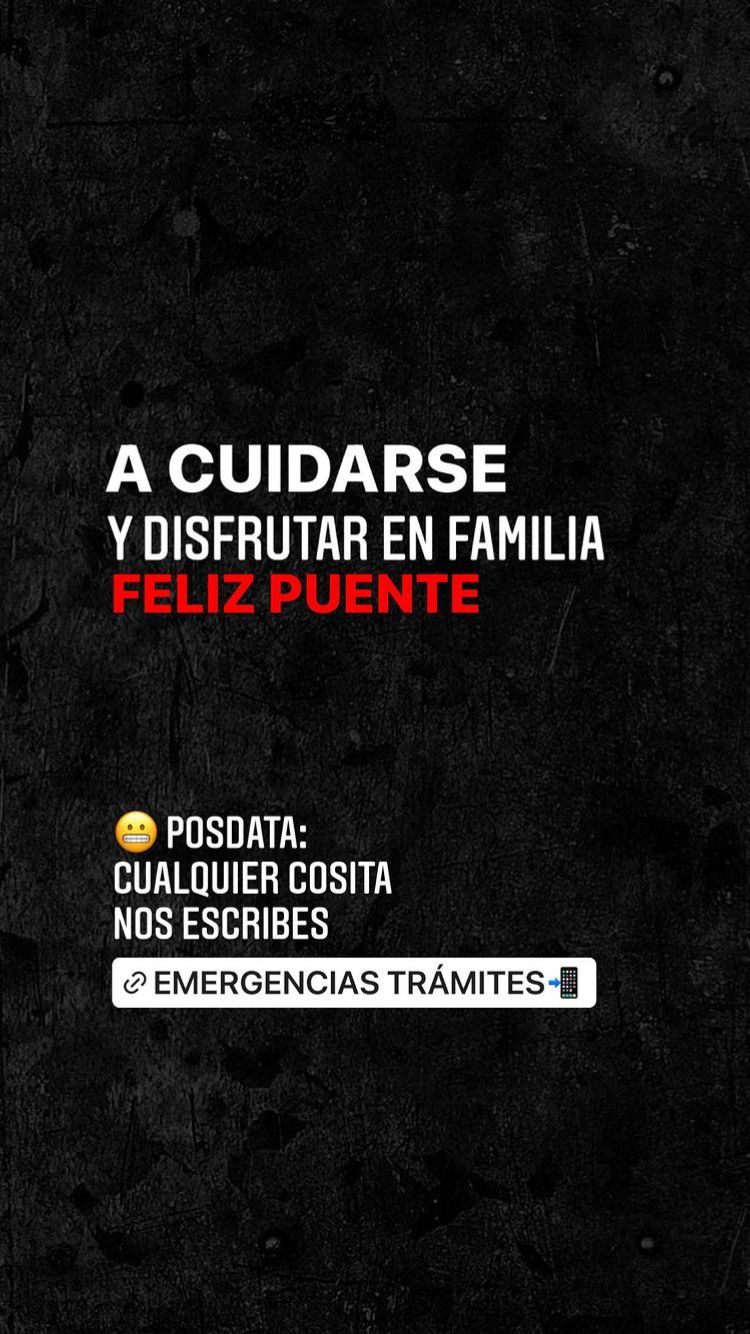 A CUIDARSE
Y DISFRUTAR EN FAMILIA
FELIZ PUENTE
😬 POSDATA:
CUALQUIER COSITA
NOS ESCRIBES
EMERGENCIAS TRÁMITES📲